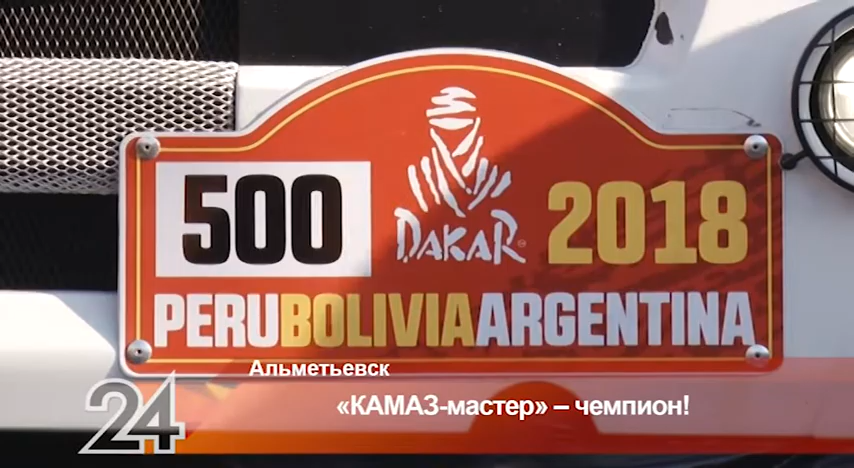 500 DAKAR 2018
PERUBOLIVIAARGENTINA
Альметьевск
«КАМАЗ-мастер» – чемпион!
24